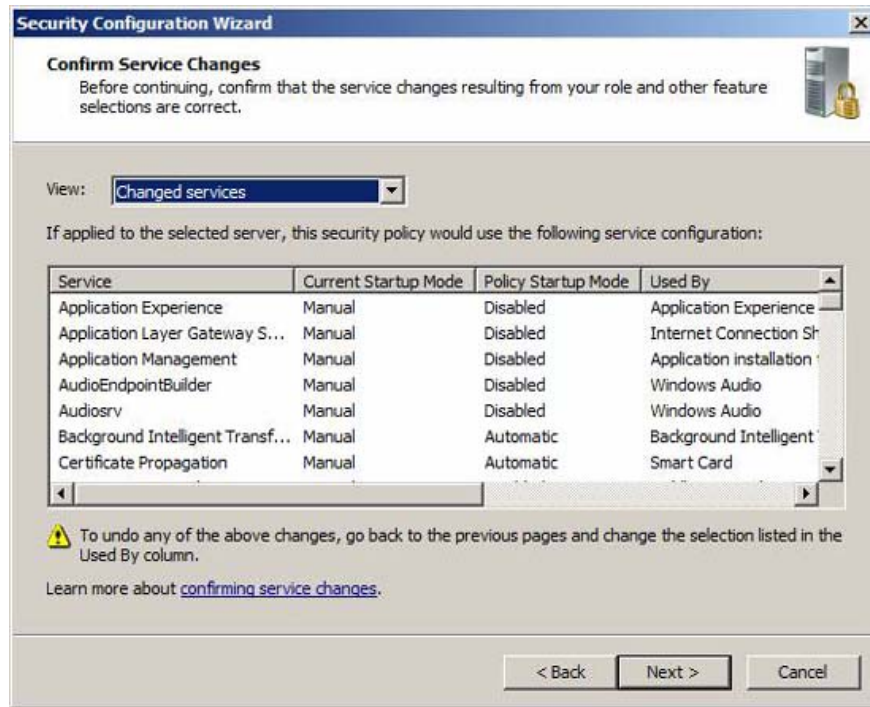 Security Configuration Wizard
Confirm Service Changes
Before continuing, confirm that the service changes resulting from your role and other feature
selections are correct.
View: Changed services
If applied to the selected server, this security policy would use the following service configuration:
Service Current Startup Mode Policy Startup Mode Used By
Application Experience Manual Disabled Application Experience
Application Layer Gateway S... Manual Disabled Internet Connection Sh
Application Management Manual Disabled Application installation
AudioEndpointBuilder Manual Disabled Windows Audio
Audiosrv Manual Disabled Windows Audio
Background Intelligent Transf... Manual Automatic Background Intelligent
Certificate Propagation Manual Automatic Smart Card
To undo any of the above changes, go back to the previous pages and change the selection listed in the
Used By column.
Learn more about confirming service changes.
< Back Next > Cancel